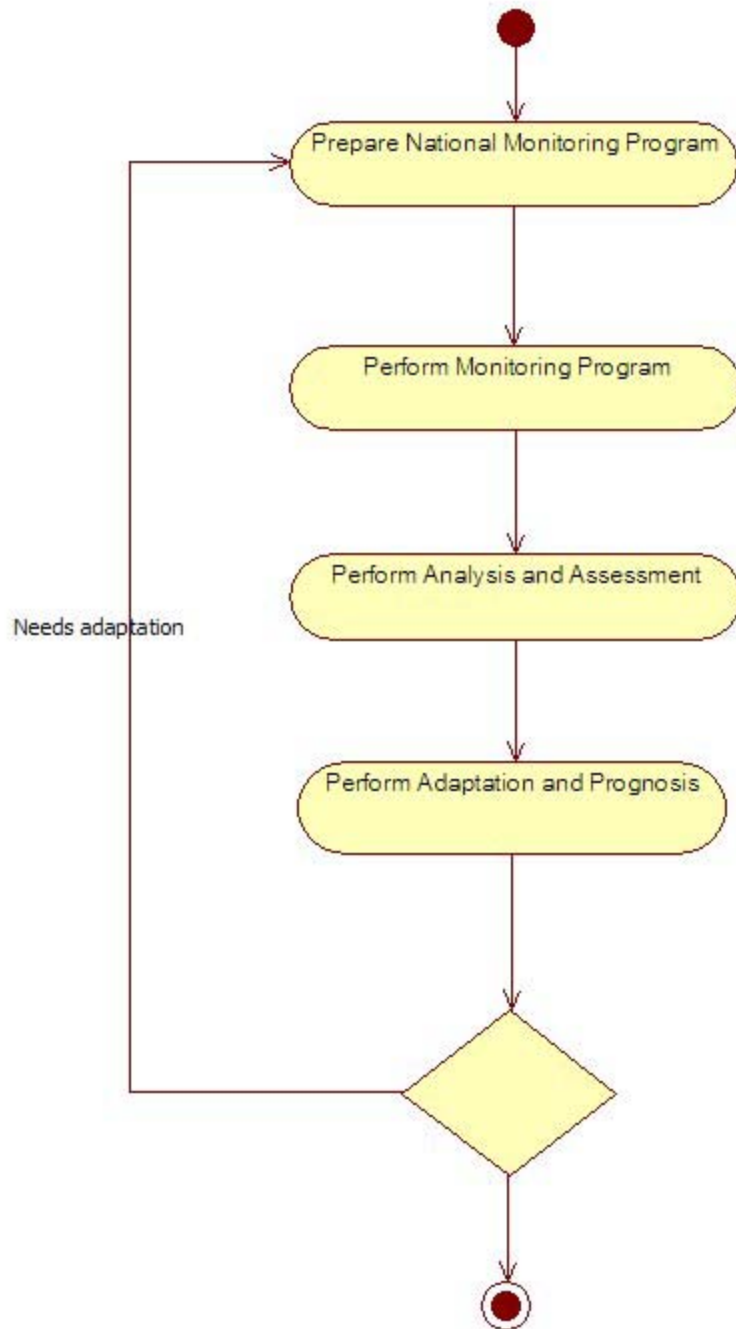 Prepare National Monitoring Program
Perform Monitoring Program
Perform Analysis and Assessment
Needs adaptation
Perform Adaptation and Prognosis